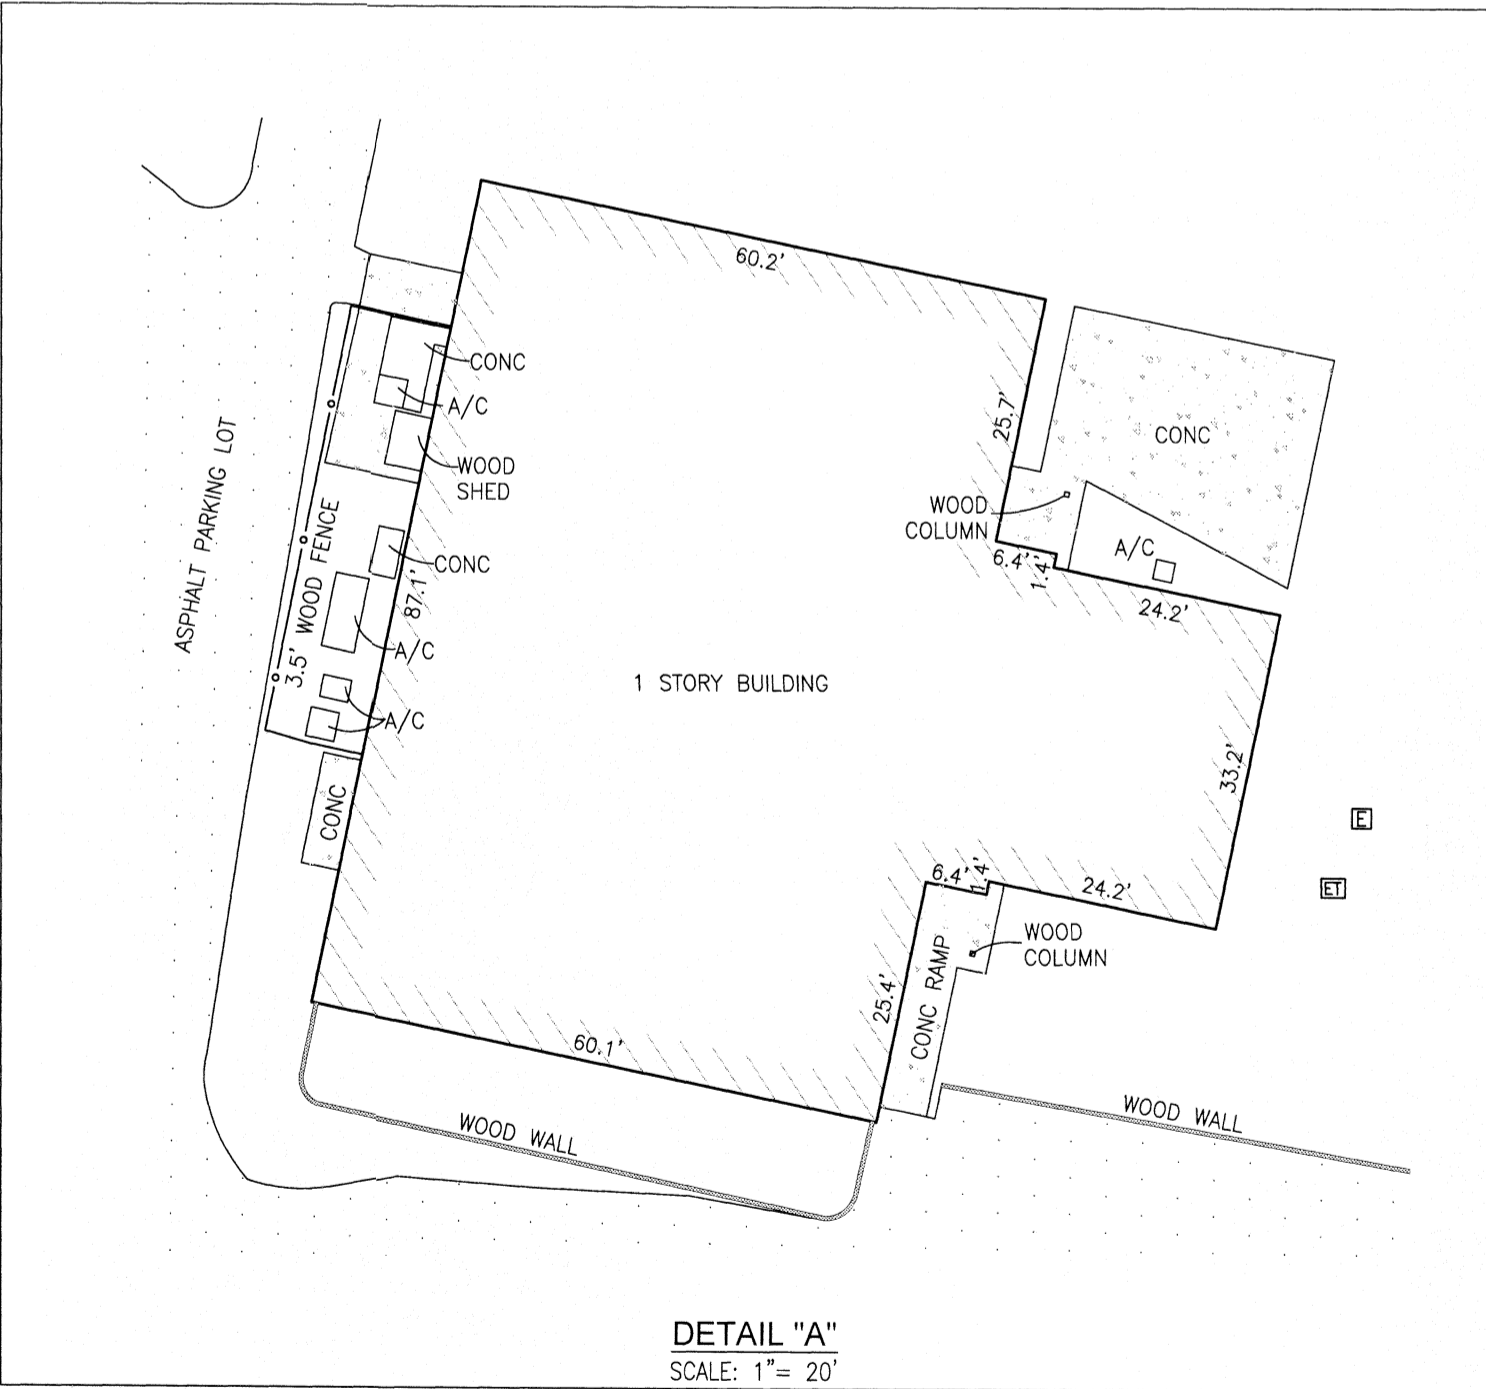 60.2'
CONC
A/C
WOOD
SHED
25.7'
CONC
WOOD
COLUMN
A/C
6.4'
1.4'
24.2'
ASPHALT PARKING LOT
3.5' WOOD FENCE
CONC
87.1'
A/C
A/C
1 STORY BUILDING
33.2'
E
ET
CONC
6.4'
1.4'
24.2'
WOOD
COLUMN
CONC RAMP
25.4'
60.1'
WOOD WALL
WOOD WALL
DETAIL "A"
SCALE: 1"= 20'